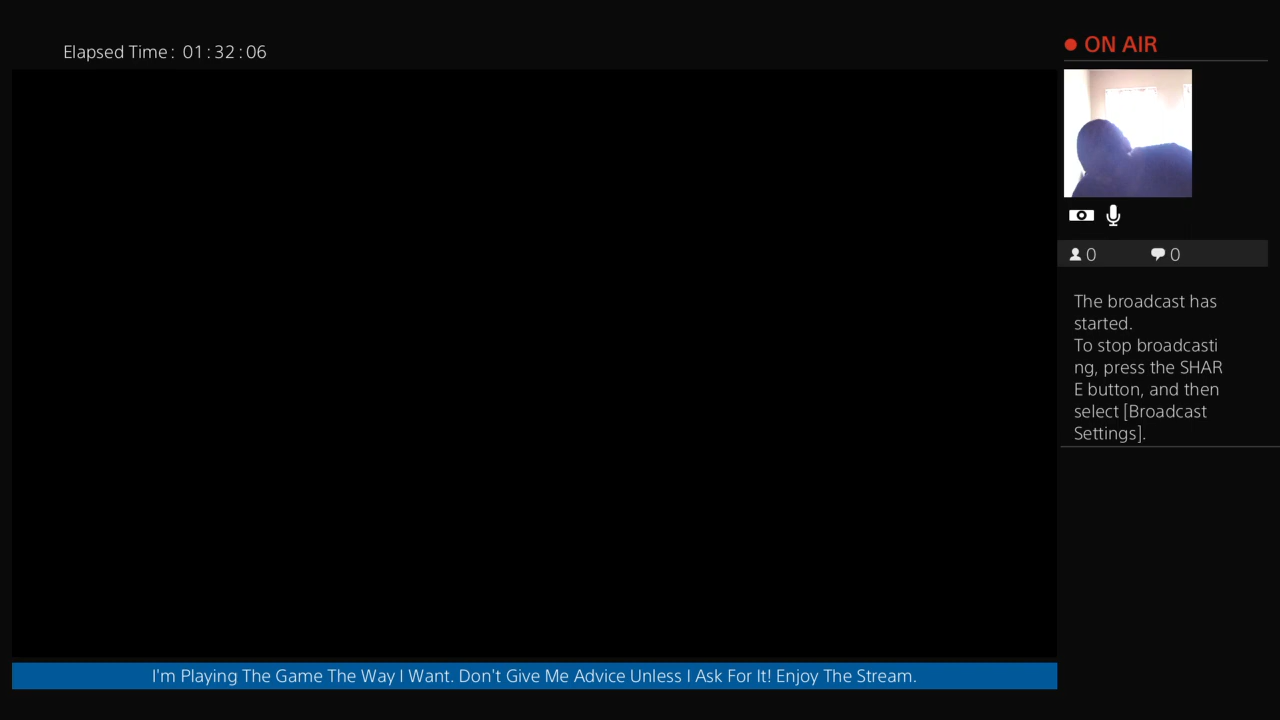 Elapsed Time: 01:32:06
ON AIR
0 0
The broadcast has
started.
To stop broadcasti
ng, press the SHAR
E button, and then
select [Broadcast
Settings].
I'm Playing The Game The Way I Want. Don't Give Me Advice Unless I Ask For It! Enjoy The Stream.